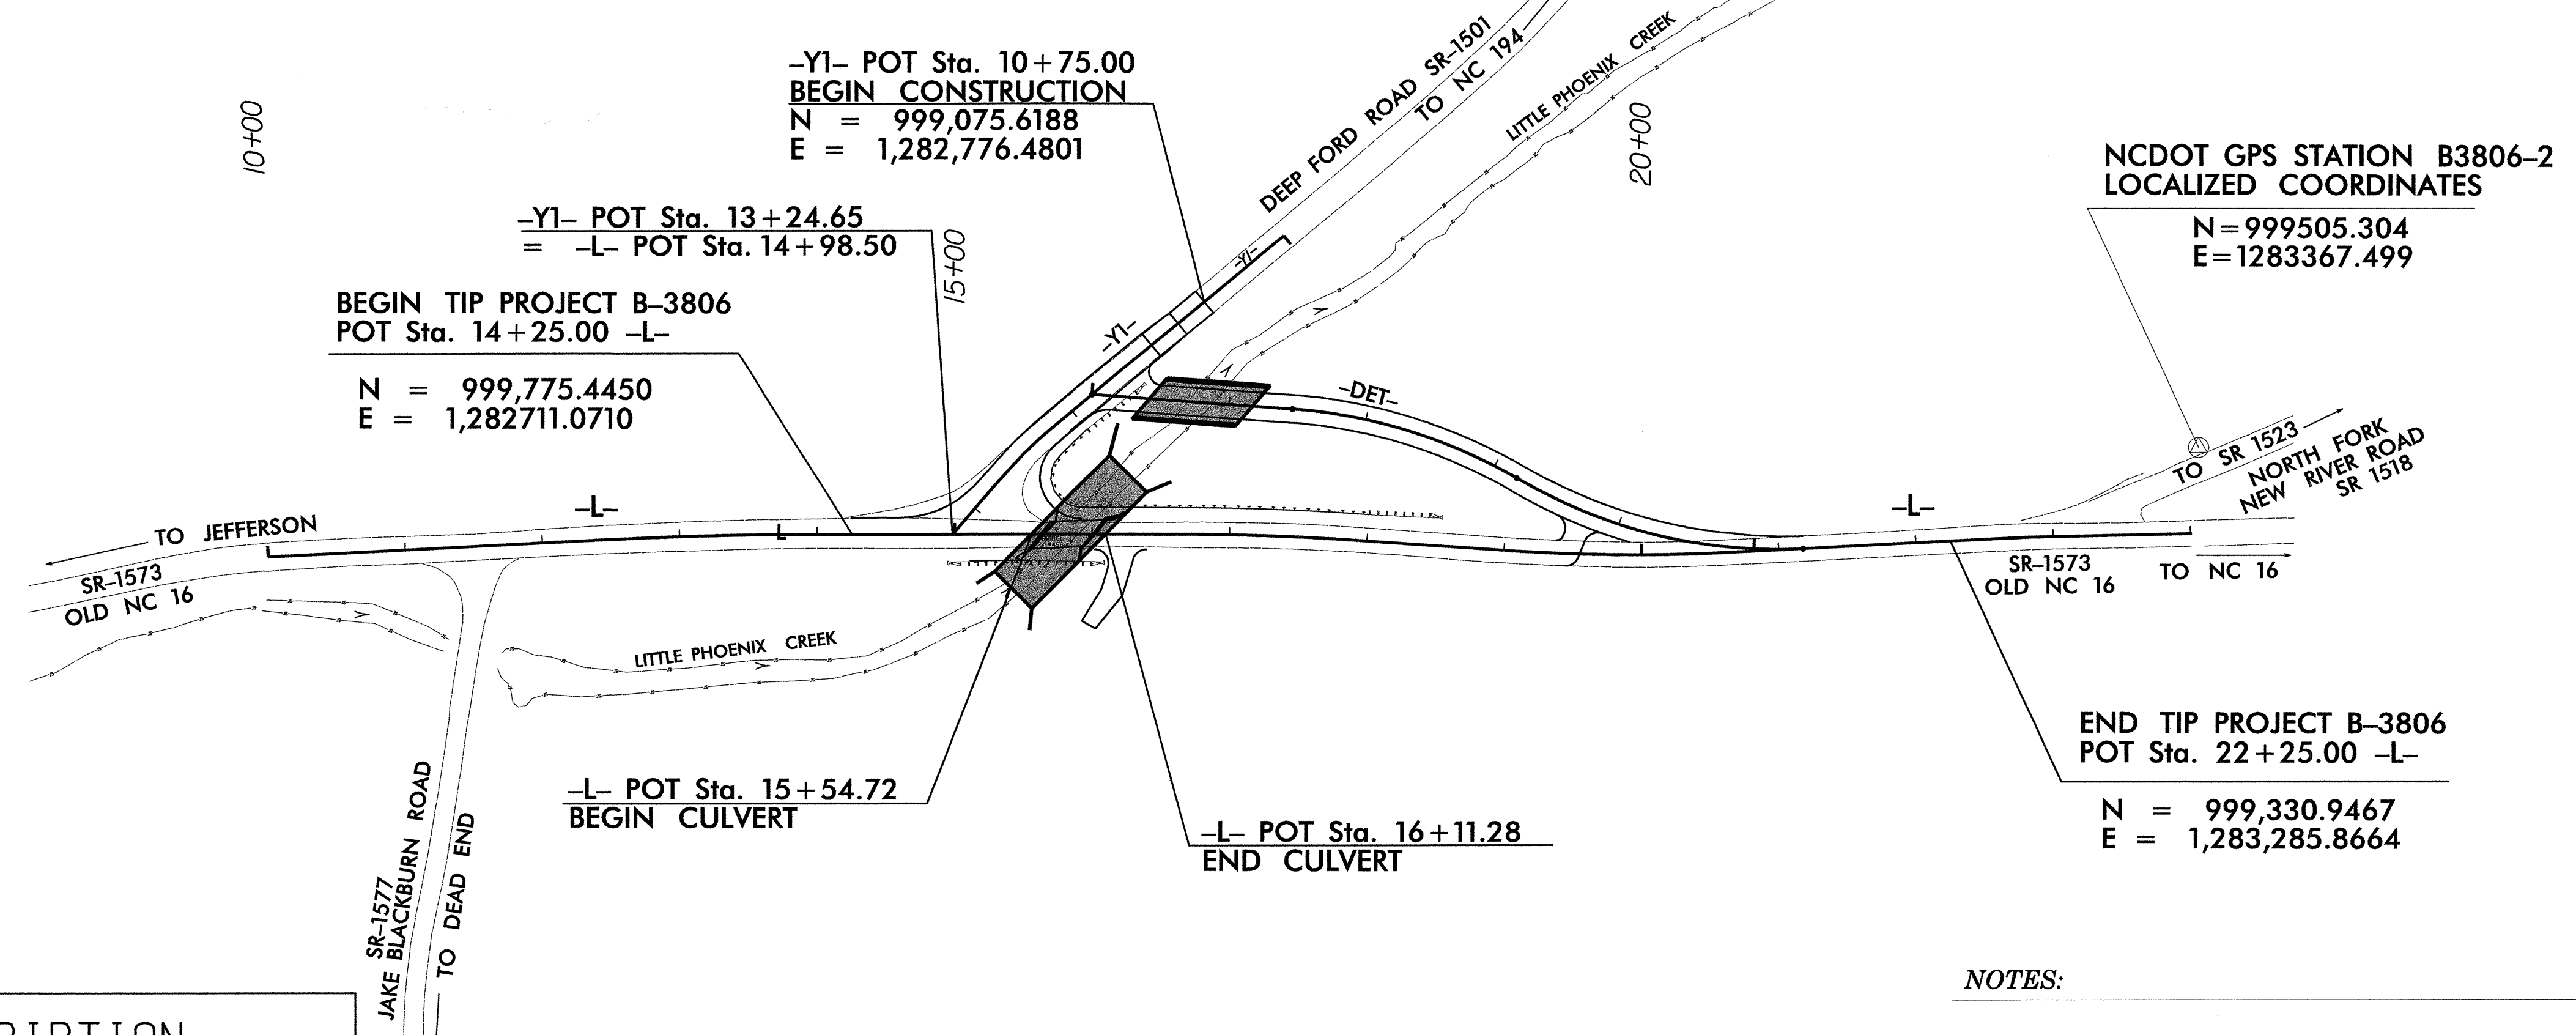 –Y1– POT Sta. 10+75.00
BEGIN CONSTRUCTION
N = 999,075.6188
E = 1,282,776.4801
10+00
–Y1– POT Sta. 13+24.65
= –L– POT Sta. 14+98.50
15+00
BEGIN TIP PROJECT B–3806
POT Sta. 14+25.00 –L–
N = 999,775.4450
E = 1,282711.0710
DEEP FORD ROAD SR–1501
TO NC 194
LITTLE PHOENIX CREEK
20+00
NCDOT GPS STATION B3806–2
LOCALIZED COORDINATES
N=999505.304
E=1283367.499
–Y1–
–Y1–
–DET–
TO SR 1523
NORTH FORK
NEW RIVER ROAD
SR 1518
TO JEFFERSON
–L–
L
–L–
SR–1573
OLD NC 16
SR–1573
OLD NC 16
TO NC 16
LITTLE PHOENIX CREEK
–L– POT Sta. 15+54.72
BEGIN CULVERT
–L– POT Sta. 16+11.28
END CULVERT
END TIP PROJECT B–3806
POT Sta. 22+25.00 –L–
N = 999,330.9467
E = 1,283,285.8664
SR–1577
JAKE BLACKBURN ROAD
TO DEAD END
NOTES: